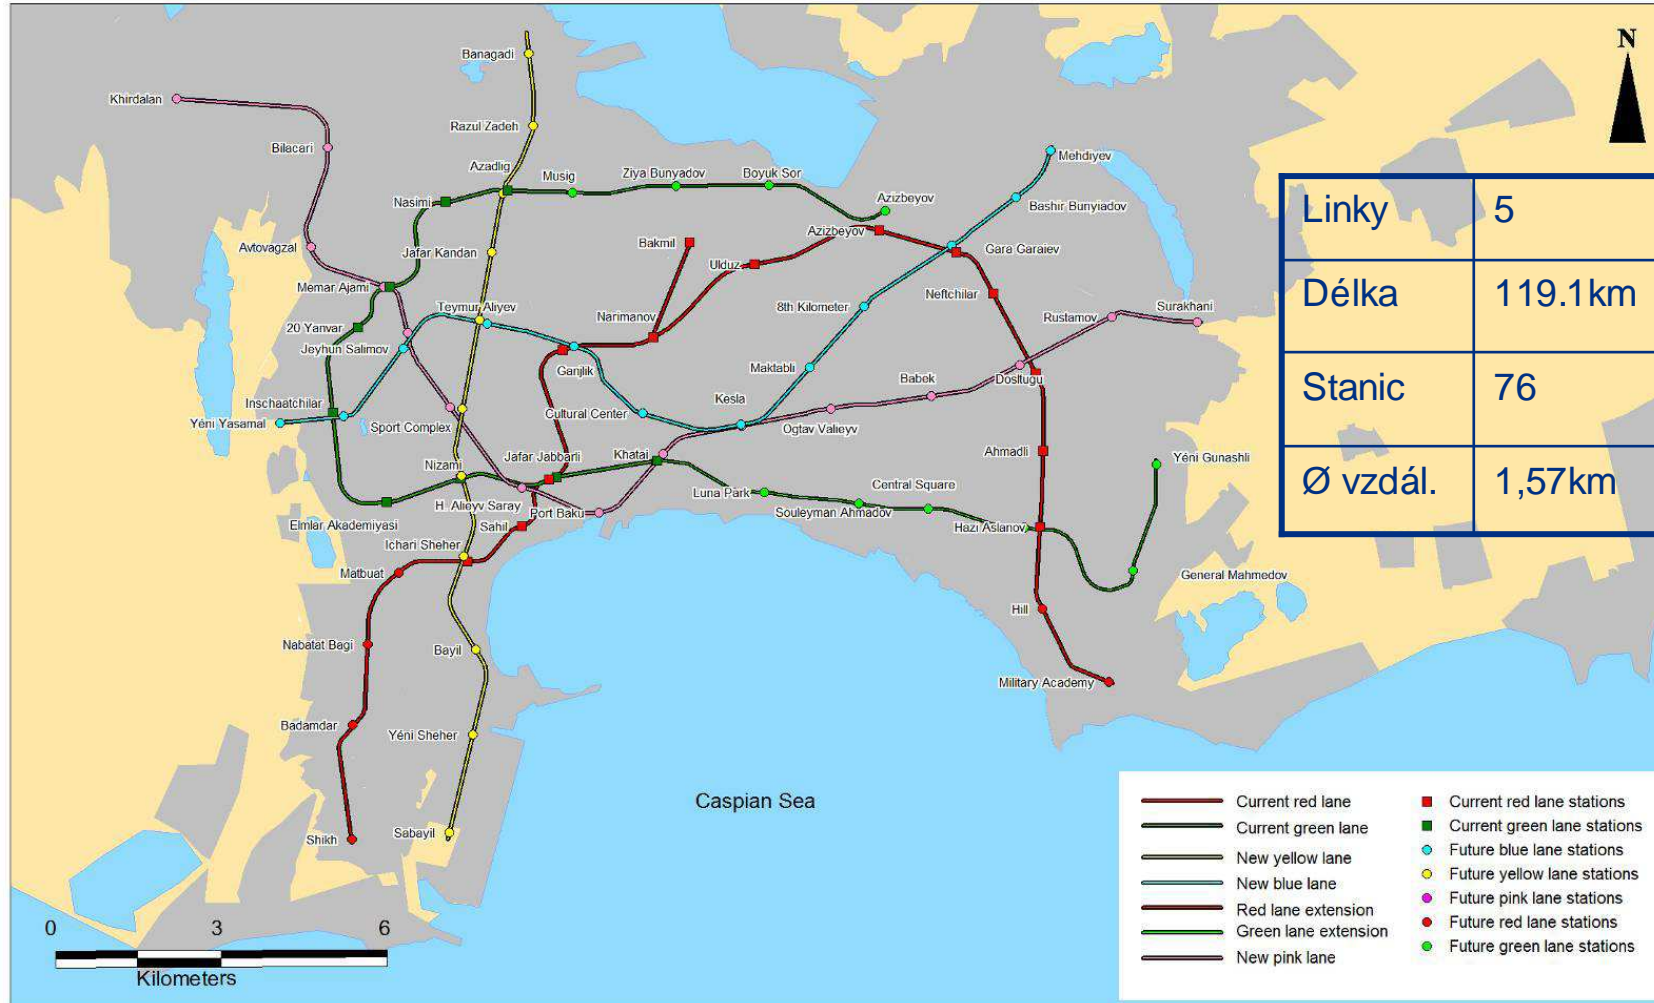 N
Banagadi
Khirdalan
Razul Zadeh
Bilacari
Mehdiyev
Azadlig
Musig
Ziya Bunyadov
Boyuk Sor
Nasimi
Azizbeyov
Bashir Bunyiadov
Avtovagzal
Jafar Kandan
Bakmil
Azizbeyov
Gara Garaiev
Ulduz
Memar Ajami
Neftchilar
Teymur Aliyev
8th Kilometer
Surakhani
20 Yanvar
Narimanov
Rustamov
Jeyhun Salimov
Ganjlik
Maktabli
Babek
Dosltugu
Inschaatchilar
Cultural Center
Kesla
Yéni Yasamal
Sport Complex
Ogtav Valieyv
Jafar Jabbarli
Khatai
Ahmadli
Yéni Gunashli
Nizami
Luna Park
Central Square
H. Alieyv Saray
Port Baku
Souleyman Ahmadov
Elmlar Akademiyasi
Sahil
Hazi Aslanov
Ichari Sheher
Matbuat
General Mahmedov
Hill
Nabatat Bagi
Bayil
Military Academy
Badamdar
Yéni Sheher
Shikh
Sabayil
Caspian Sea
Linky 5
Délka 119.1km
Stanic 76
Ø vzdál. 1,57km
Current red lane
Current green lane
New yellow lane
New blue lane
Red lane extension
Green lane extension
New pink lane
Current red lane stations
Current green lane stations
Future blue lane stations
Future yellow lane stations
Future pink lane stations
Future red lane stations
Future green lane stations
0 3 6
Kilometers